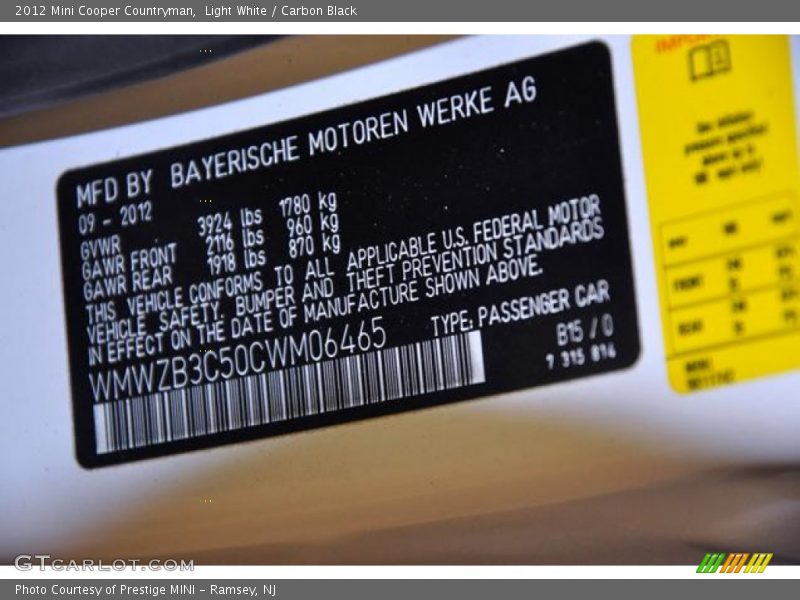 2012 Mini Cooper Countryman,  Light White / Carbon Black
MFD BY BAYERISCHE MOTOREN WERKE AG
09 - 2012
GVWR 3924 lbs 1780 kg
GAWR FRONT 2116 lbs 960 kg
GAWR REAR 1918 lbs 870 kg
THIS VEHICLE CONFORMS TO ALL APPLICABLE U.S. FEDERAL MOTOR
VEHICLE SAFETY, BUMPER AND THEFT PREVENTION STANDARDS
IN EFFECT ON THE DATE OF MANUFACTURE SHOWN ABOVE.
WMWZB3C50CWM06465 TYPE: PASSENGER CAR
B15 / 0
7 315 814
GTCARLOT.COM
Photo Courtesy of Prestige MINI - Ramsey, NJ